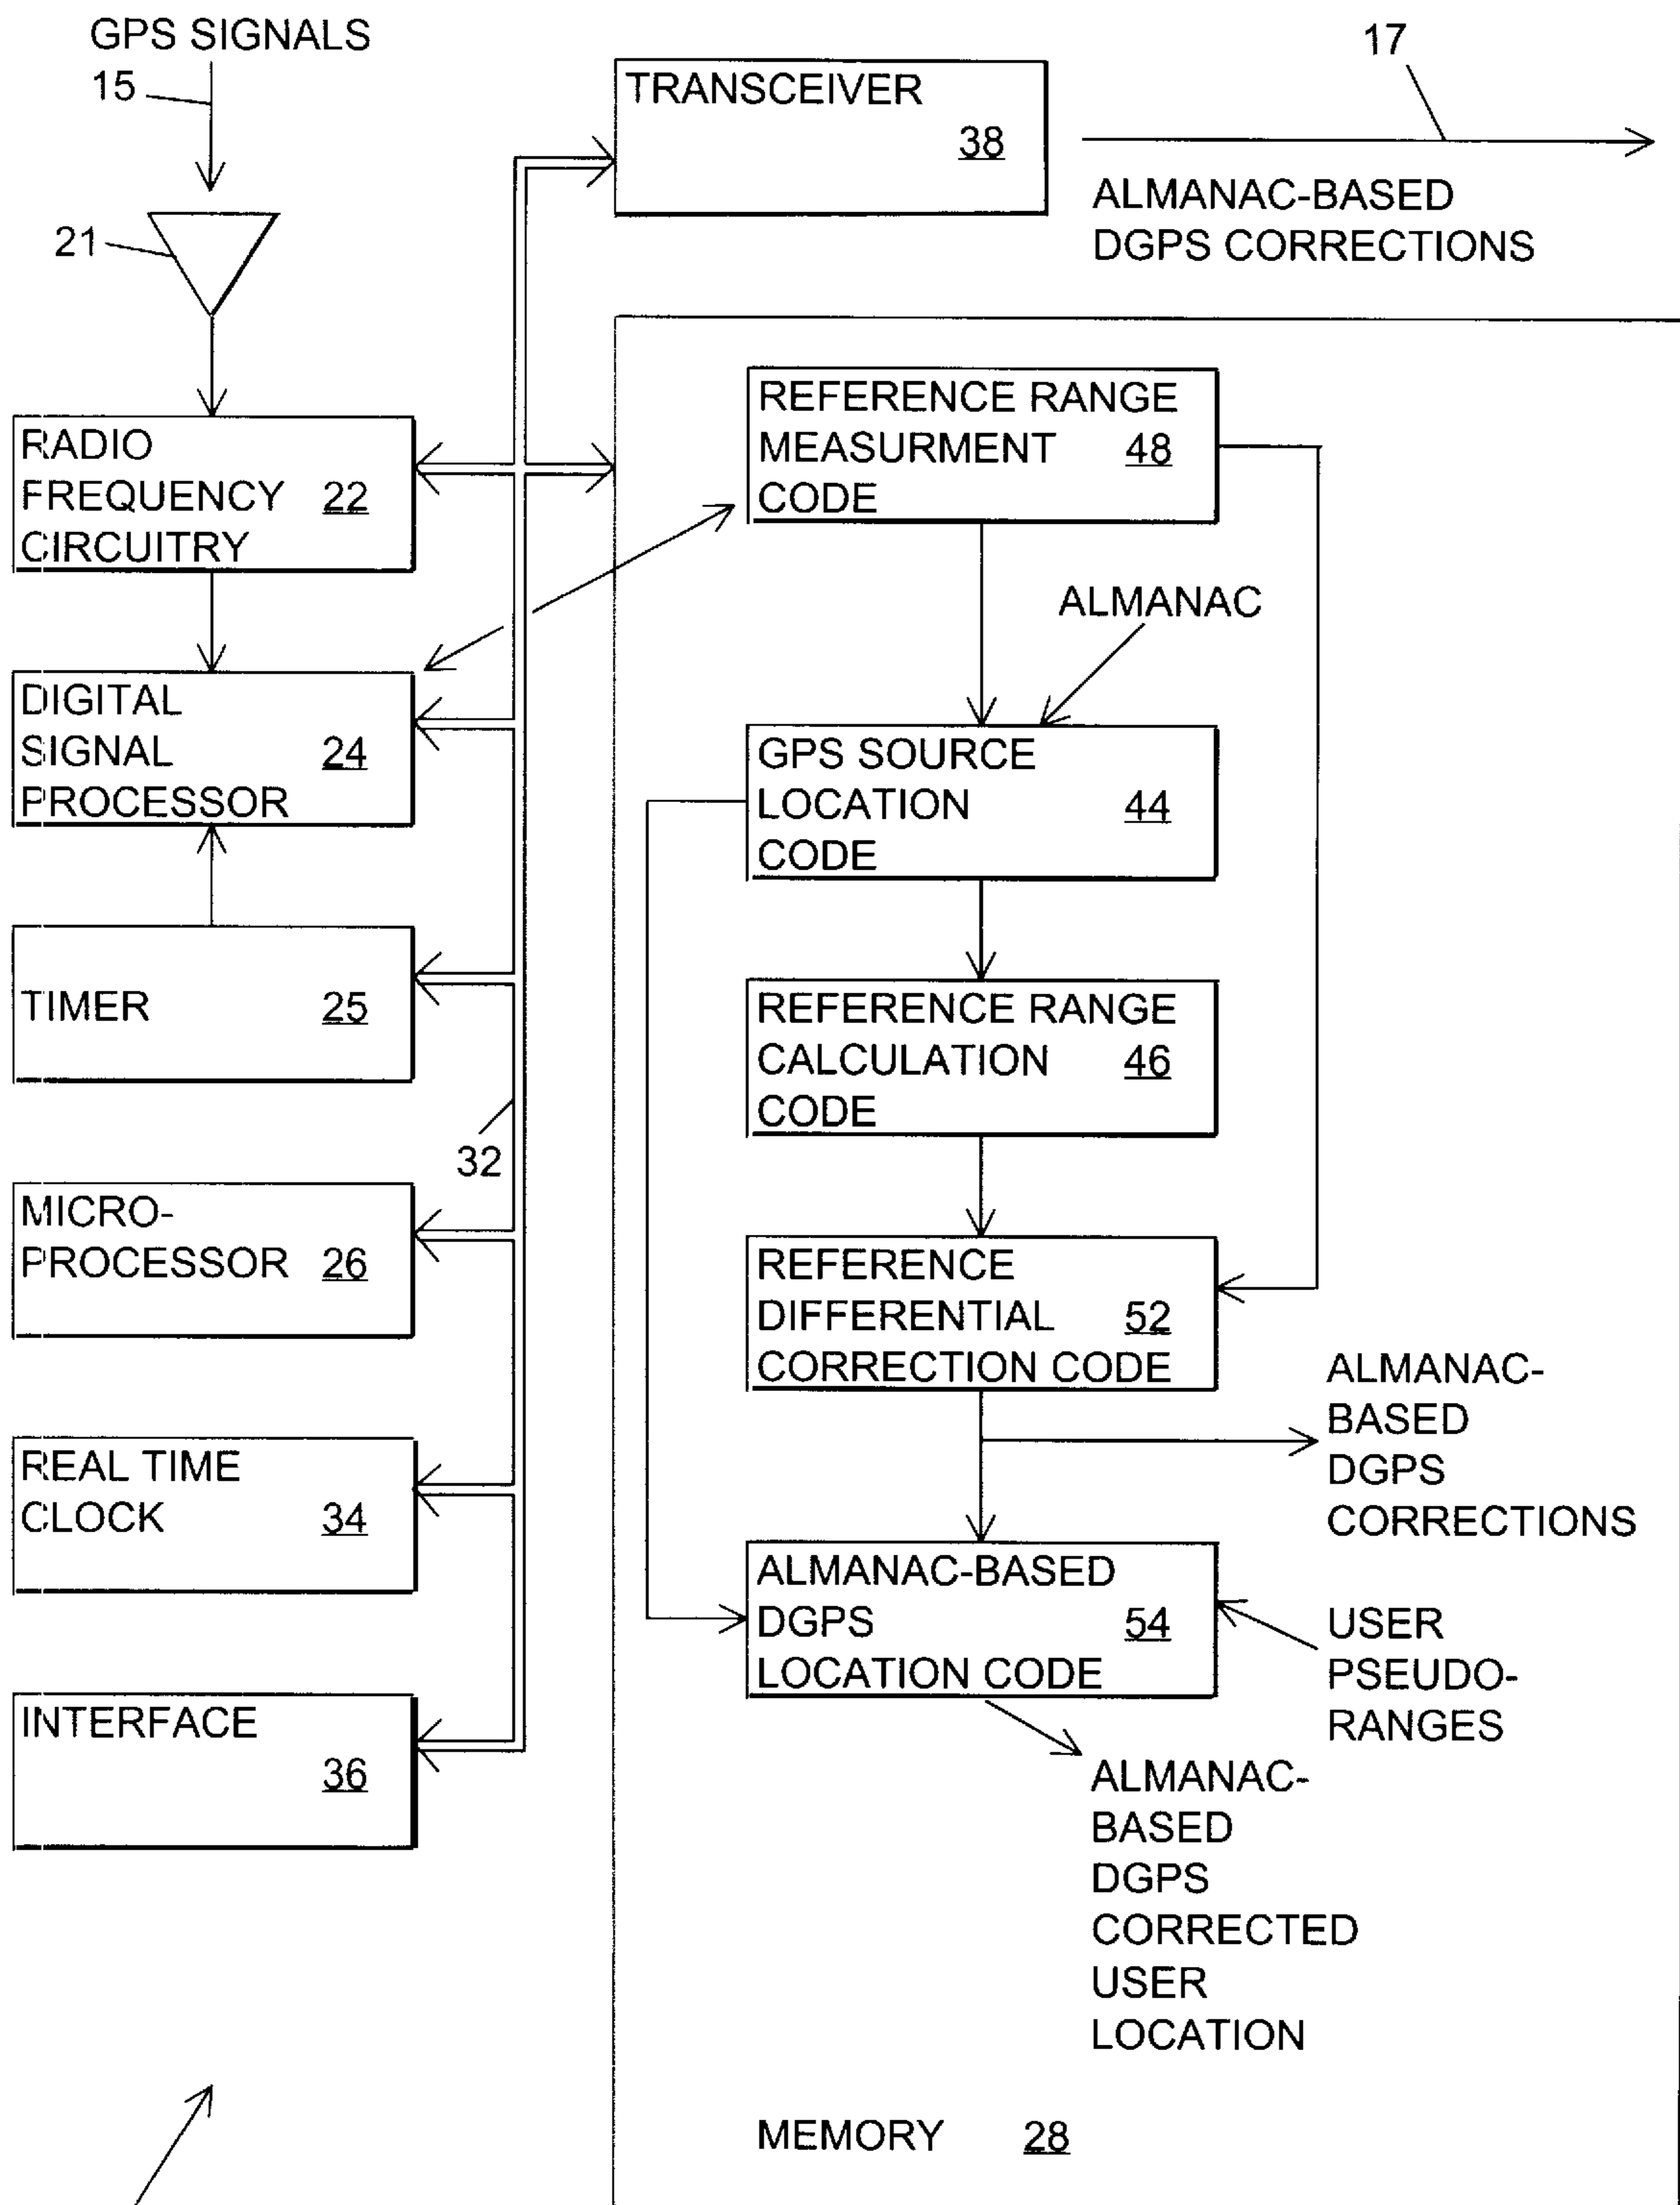 GPS SIGNALS
15
17
TRANSCEIVER
38
ALMANAC-BASED
DGPS CORRECTIONS
21
RADIO
FREQUENCY 22
CIRCUITRY
DIGITAL
SIGNAL 24
PROCESSOR
TIMER 25
32
MICRO-
PROCESSOR 26
REAL TIME
CLOCK 34
INTERFACE
36
REFERENCE RANGE
MEASURMENT 48
CODE
ALMANAC
GPS SOURCE
LOCATION 44
CODE
REFERENCE RANGE
CALCULATION 46
CODE
REFERENCE
DIFFERENTIAL 52
CORRECTION CODE
ALMANAC-
BASED
DGPS
CORRECTIONS
ALMANAC-BASED
DGPS 54
LOCATION CODE
USER
PSEUDO-
RANGES
ALMANAC-
BASED
DGPS
CORRECTED
USER
LOCATION
MEMORY 28